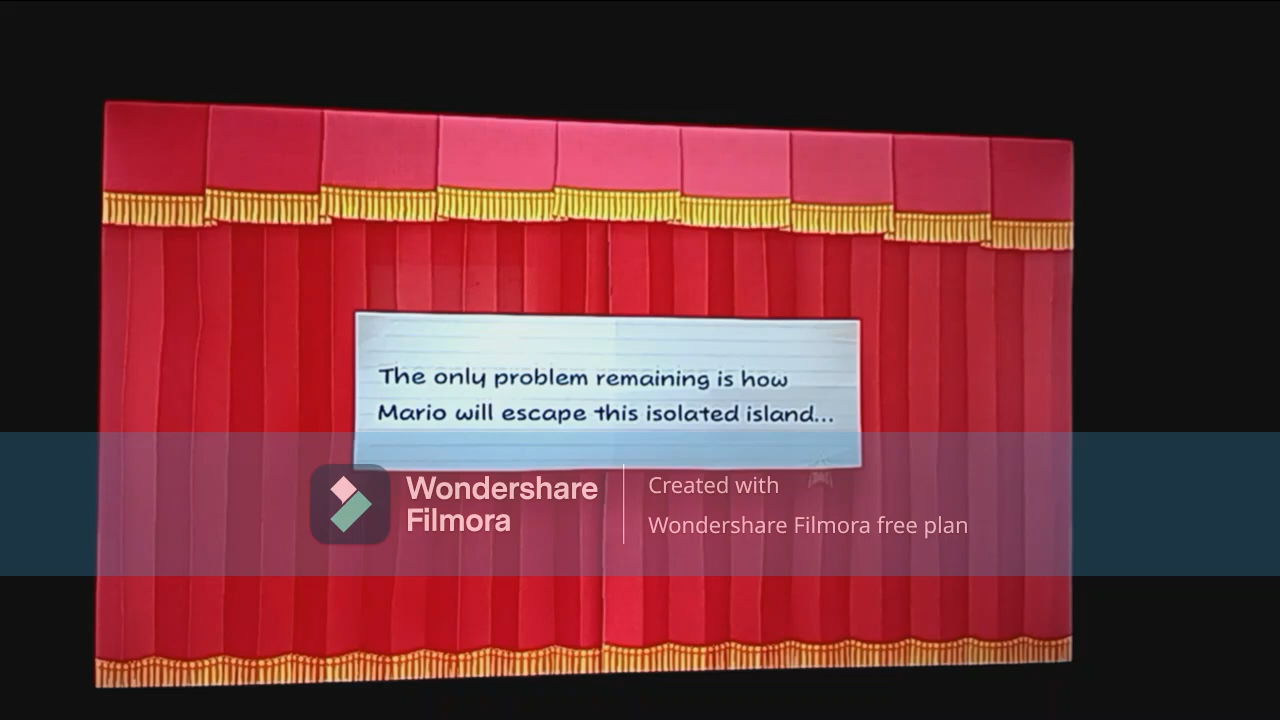 The only problem remaining is how
Mario will escape this isolated island...
Wondershare
Filmora
Created with
Wondershare Filmora free plan